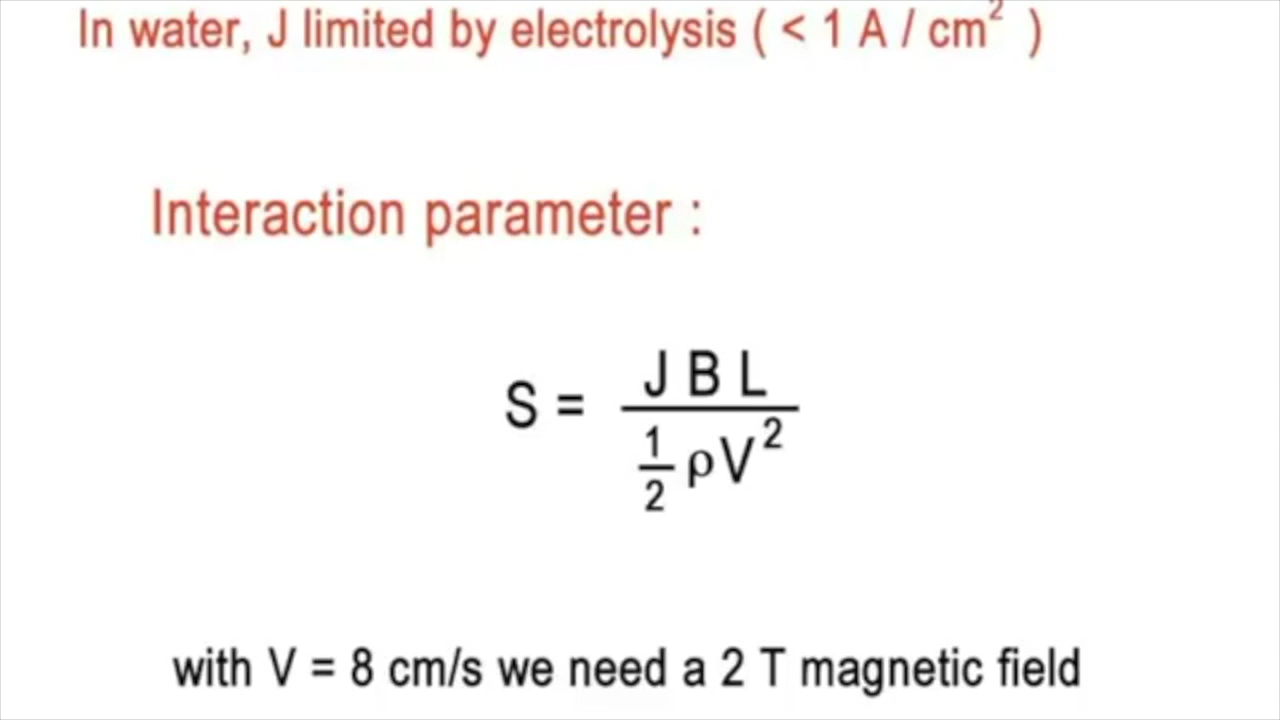 In water, J limited by electrolysis ( < 1 A / cm² )
Interaction parameter :
S = J B L / ½ ρV²
with V = 8 cm/s we need a 2 T magnetic field